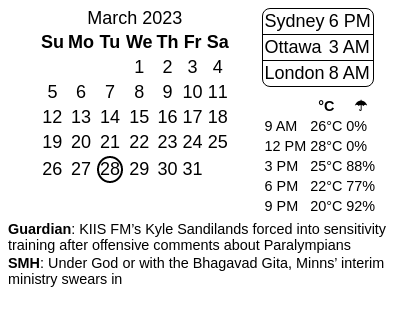 March 2023
Su Mo Tu We Th Fr Sa
1 2 3 4
5 6 7 8 9 10 11
12 13 14 15 16 17 18
19 20 21 22 23 24 25
26 27 28 29 30 31
Sydney 6 PM
Ottawa 3 AM
London 8 AM
°C ☂
9 AM 26°C 0%
12 PM 28°C 0%
3 PM 25°C 88%
6 PM 22°C 77%
9 PM 20°C 92%
Guardian: KIIS FM’s Kyle Sandilands forced into sensitivity
training after offensive comments about Paralympians
SMH: Under God or with the Bhagavad Gita, Minns’ interim
ministry swears in